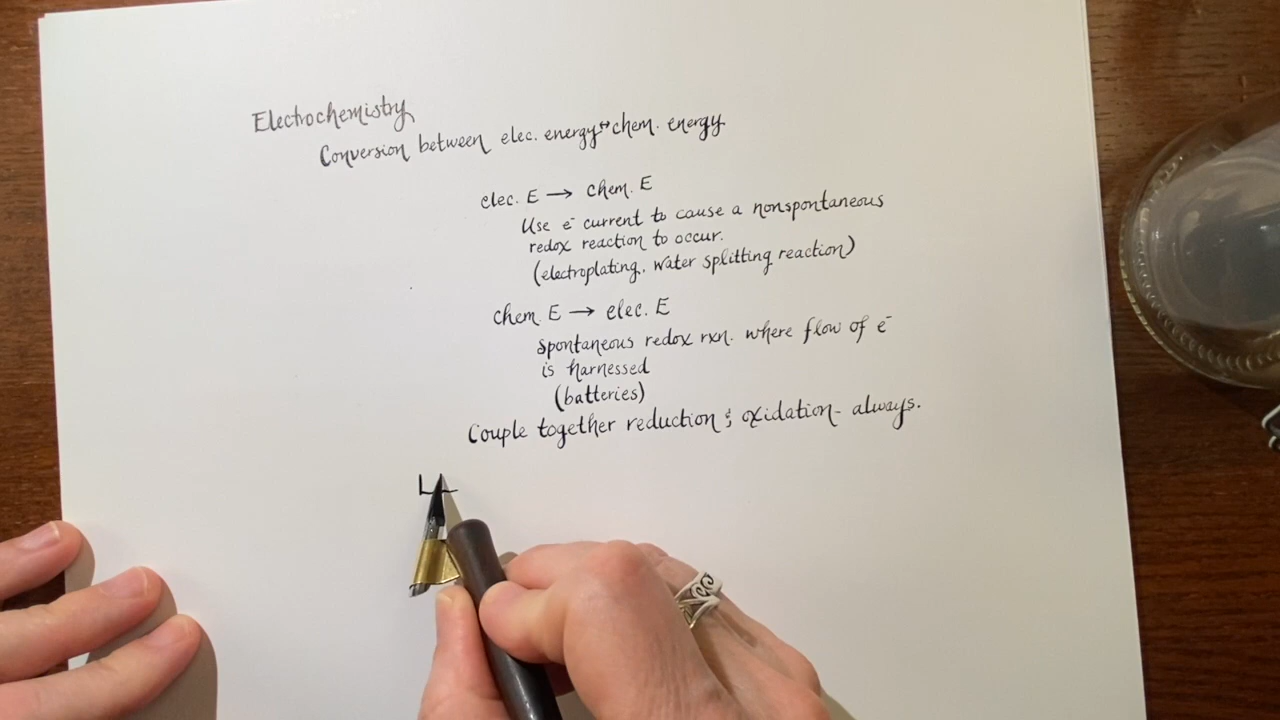 Electrochemistry
Conversion between elec. energy↔chem. energy.
elec. E → chem. E
Use e⁻ current to cause a nonspontaneous
redox reaction to occur.
(electroplating, water splitting reaction)
chem. E → elec. E
Spontaneous redox rxn. where flow of e⁻
is harnessed
(batteries)
Couple together reduction & oxidation - always.